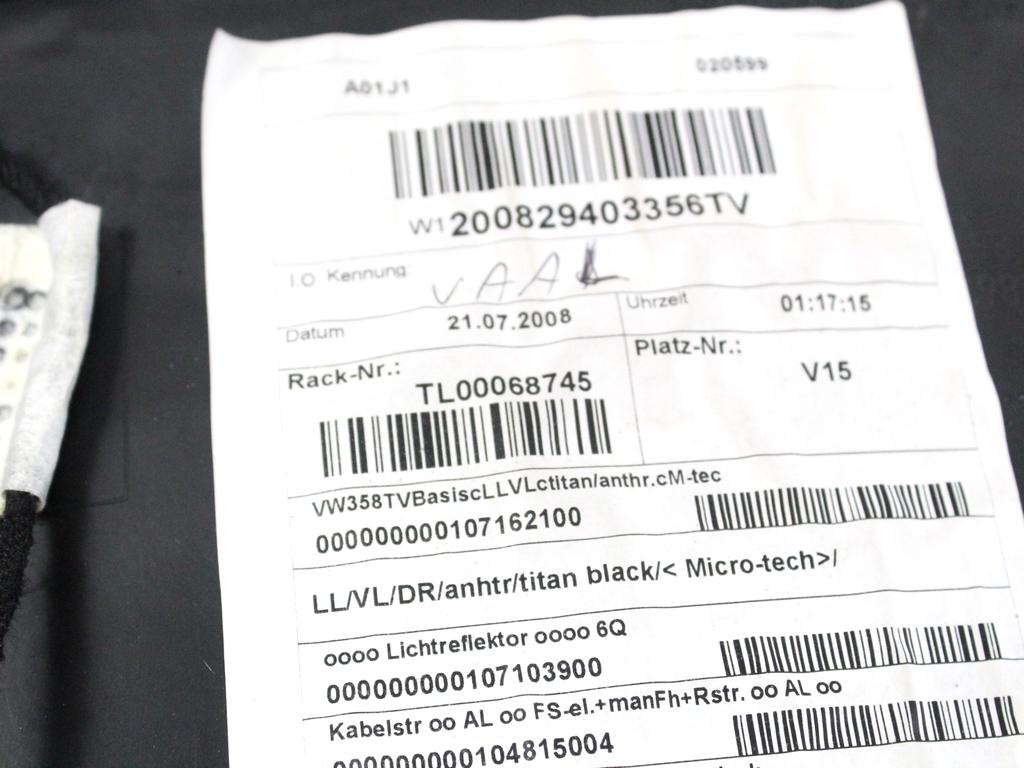 A01J1 020599
W1200829403356TV
I.O Kennung: VAAL
Datum 21.07.2008 Uhrzeit 01:17:15
Rack-Nr.: TL00068745 Platz-Nr.: V15
VW358TVBasiscLLVLctitan/anthr.cM-tec
000000000107162100
LL/VL/DR/anhtr/titan black/< Micro-tech>/
oooo Lichtreflektor oooo 6Q
000000000107103900
Kabelstr oo AL oo FS-el.+manFh+Rstr. oo AL oo
000000000104815004